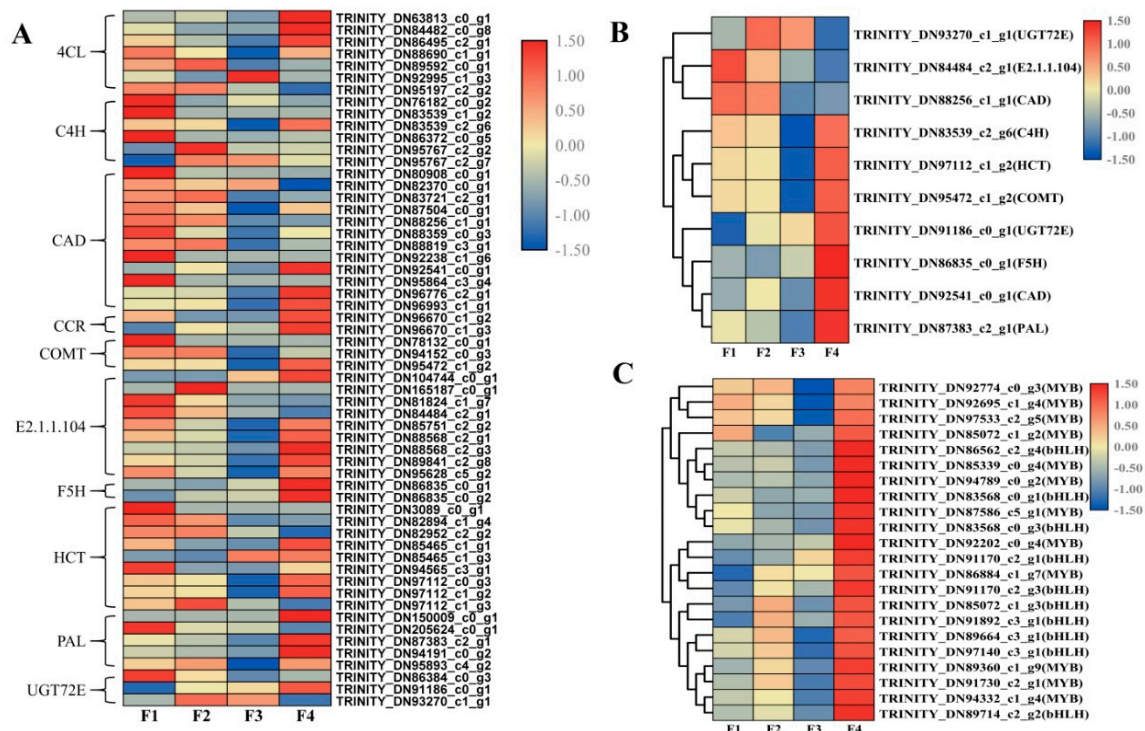 A
4CL
C4H
CAD
CCR
COMT
E2.1.1.104
F5H
HCT
PAL
UGT72E
TRINITY_DN63813_c0_g1
TRINITY_DN84482_c0_g8
TRINITY_DN86495_c2_g1
TRINITY_DN88690_c1_g1
TRINITY_DN89592_c0_g1
TRINITY_DN92995_c1_g3
TRINITY_DN95197_c2_g2
TRINITY_DN76182_c0_g2
TRINITY_DN83539_c1_g2
TRINITY_DN83539_c2_g6
TRINITY_DN86372_c0_g5
TRINITY_DN95767_c2_g2
TRINITY_DN95767_c2_g7
TRINITY_DN80908_c0_g1
TRINITY_DN82370_c0_g1
TRINITY_DN83721_c2_g1
TRINITY_DN87504_c0_g1
TRINITY_DN88256_c1_g1
TRINITY_DN88359_c0_g1
TRINITY_DN88819_c3_g1
TRINITY_DN92238_c1_g6
TRINITY_DN92541_c0_g1
TRINITY_DN95864_c3_g4
TRINITY_DN96776_c2_g1
TRINITY_DN96993_c1_g1
TRINITY_DN96670_c1_g2
TRINITY_DN96670_c1_g3
TRINITY_DN78132_c0_g1
TRINITY_DN94152_c0_g3
TRINITY_DN95472_c1_g2
TRINITY_DN104744_c0_g1
TRINITY_DN165187_c0_g1
TRINITY_DN81824_c1_g7
TRINITY_DN84484_c2_g1
TRINITY_DN85751_c2_g2
TRINITY_DN88568_c2_g1
TRINITY_DN88568_c2_g3
TRINITY_DN89841_c2_g8
TRINITY_DN95628_c5_g2
TRINITY_DN86835_c0_g1
TRINITY_DN86835_c0_g2
TRINITY_DN3089_c0_g1
TRINITY_DN82894_c1_g4
TRINITY_DN82952_c2_g2
TRINITY_DN85465_c1_g1
TRINITY_DN85465_c1_g3
TRINITY_DN94565_c3_g1
TRINITY_DN97112_c0_g3
TRINITY_DN97112_c1_g2
TRINITY_DN97112_c1_g3
TRINITY_DN150009_c0_g1
TRINITY_DN205624_c0_g1
TRINITY_DN87383_c2_g1
TRINITY_DN94191_c0_g2
TRINITY_DN95893_c4_g2
TRINITY_DN86384_c0_g3
TRINITY_DN91186_c0_g1
TRINITY_DN93270_c1_g1
F1 F2 F3 F4
1.50
1.00
0.50
0.00
-0.50
-1.00
-1.50
B
TRINITY_DN93270_c1_g1(UGT72E)
TRINITY_DN84484_c2_g1(E2.1.1.104)
TRINITY_DN88256_c1_g1(CAD)
TRINITY_DN83539_c2_g6(C4H)
TRINITY_DN97112_c1_g2(HCT)
TRINITY_DN95472_c1_g2(COMT)
TRINITY_DN91186_c0_g1(UGT72E)
TRINITY_DN86835_c0_g1(F5H)
TRINITY_DN92541_c0_g1(CAD)
TRINITY_DN87383_c2_g1(PAL)
F1 F2 F3 F4
1.50
1.00
0.50
0.00
-0.50
-1.00
-1.50
C
TRINITY_DN92774_c0_g3(MYB)
TRINITY_DN92695_c1_g4(MYB)
TRINITY_DN97533_c2_g5(MYB)
TRINITY_DN85072_c1_g2(MYB)
TRINITY_DN86562_c2_g4(bHLH)
TRINITY_DN85339_c0_g4(MYB)
TRINITY_DN94789_c0_g2(MYB)
TRINITY_DN83568_c0_g1(bHLH)
TRINITY_DN87586_c5_g1(MYB)
TRINITY_DN83568_c0_g3(bHLH)
TRINITY_DN92202_c0_g4(MYB)
TRINITY_DN91170_c2_g1(bHLH)
TRINITY_DN86884_c1_g7(MYB)
TRINITY_DN91170_c2_g3(bHLH)
TRINITY_DN85072_c1_g3(bHLH)
TRINITY_DN91892_c3_g1(bHLH)
TRINITY_DN89664_c3_g1(bHLH)
TRINITY_DN97140_c3_g1(bHLH)
TRINITY_DN89360_c1_g9(MYB)
TRINITY_DN91730_c2_g1(MYB)
TRINITY_DN94332_c1_g4(MYB)
TRINITY_DN89714_c2_g2(bHLH)
F1 F2 F3 F4
1.50
1.00
0.50
0.00
-0.50
-1.00
-1.50